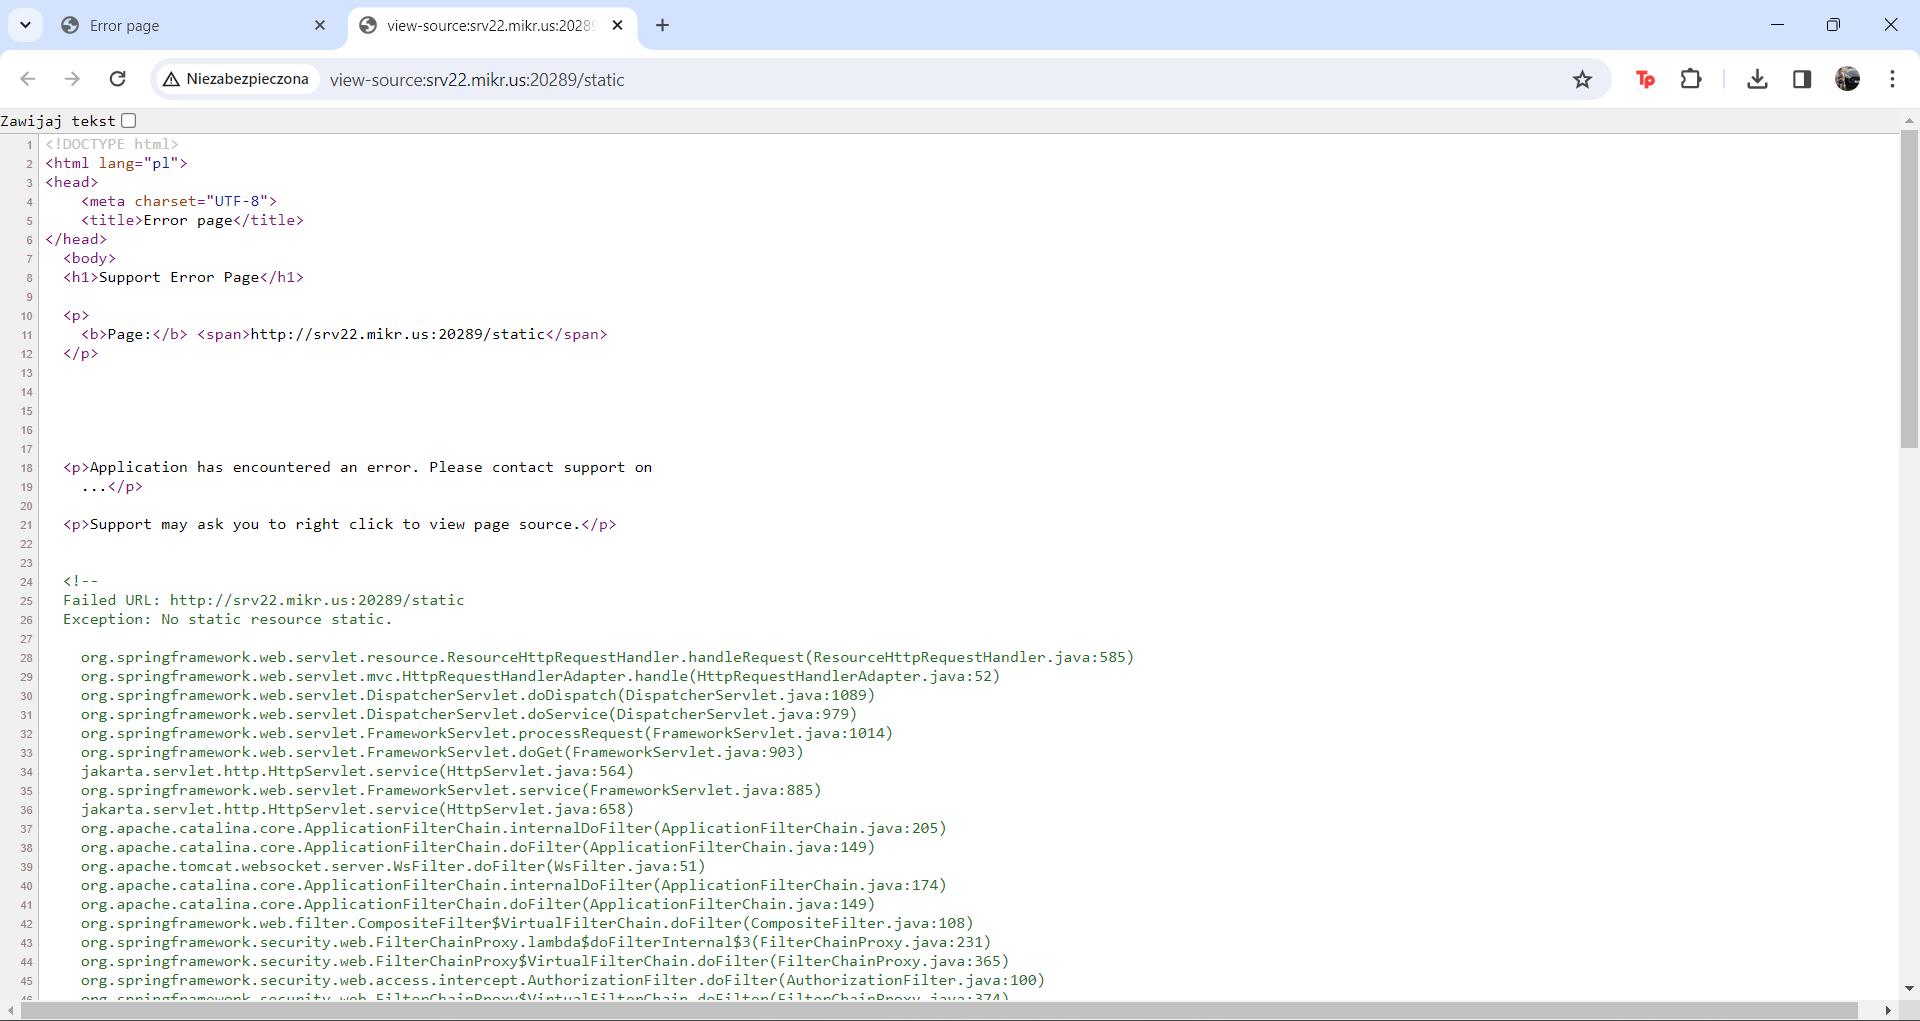 Error page
view-source:srv22.mikr.us:2028
Niezabezpieczona
view-source:srv22.mikr.us:20289/static
Tp
Zawijaj tekst
1 <!DOCTYPE html>
2 <html lang="pl">
3 <head>
4 <meta charset="UTF-8">
5 <title>Error page</title>
6 </head>
7 <body>
8 <h1>Support Error Page</h1>
9
10 <p>
11 <b>Page:</b> <span>http://srv22.mikr.us:20289/static</span>
12 </p>
13
14
15
16
17
18 <p>Application has encountered an error. Please contact support on
19 ...</p>
20
21 <p>Support may ask you to right click to view page source.</p>
22
23
24 <!--
25 Failed URL: http://srv22.mikr.us:20289/static
26 Exception: No static resource static.
27
28 org.springframework.web.servlet.resource.ResourceHttpRequestHandler.handleRequest(ResourceHttpRequestHandler.java:585)
29 org.springframework.web.servlet.mvc.HttpRequestHandlerAdapter.handle(HttpRequestHandlerAdapter.java:52)
30 org.springframework.web.servlet.DispatcherServlet.doDispatch(DispatcherServlet.java:1089)
31 org.springframework.web.servlet.DispatcherServlet.doService(DispatcherServlet.java:979)
32 org.springframework.web.servlet.FrameworkServlet.processRequest(FrameworkServlet.java:1014)
33 org.springframework.web.servlet.FrameworkServlet.doGet(FrameworkServlet.java:903)
34 jakarta.servlet.http.HttpServlet.service(HttpServlet.java:564)
35 org.springframework.web.servlet.FrameworkServlet.service(FrameworkServlet.java:885)
36 jakarta.servlet.http.HttpServlet.service(HttpServlet.java:658)
37 org.apache.catalina.core.ApplicationFilterChain.internalDoFilter(ApplicationFilterChain.java:205)
38 org.apache.catalina.core.ApplicationFilterChain.doFilter(ApplicationFilterChain.java:149)
39 org.apache.tomcat.websocket.server.WsFilter.doFilter(WsFilter.java:51)
40 org.apache.catalina.core.ApplicationFilterChain.internalDoFilter(ApplicationFilterChain.java:174)
41 org.apache.catalina.core.ApplicationFilterChain.doFilter(ApplicationFilterChain.java:149)
42 org.springframework.web.filter.CompositeFilter$VirtualFilterChain.doFilter(CompositeFilter.java:108)
43 org.springframework.security.web.FilterChainProxy.lambda$doFilterInternal$3(FilterChainProxy.java:231)
44 org.springframework.security.web.FilterChainProxy$VirtualFilterChain.doFilter(FilterChainProxy.java:365)
45 org.springframework.security.web.access.intercept.AuthorizationFilter.doFilter(AuthorizationFilter.java:100)
46 org.springframework.security.web.FilterChainProxy$VirtualFilterChain.doFilter(FilterChainProxy.java:374)